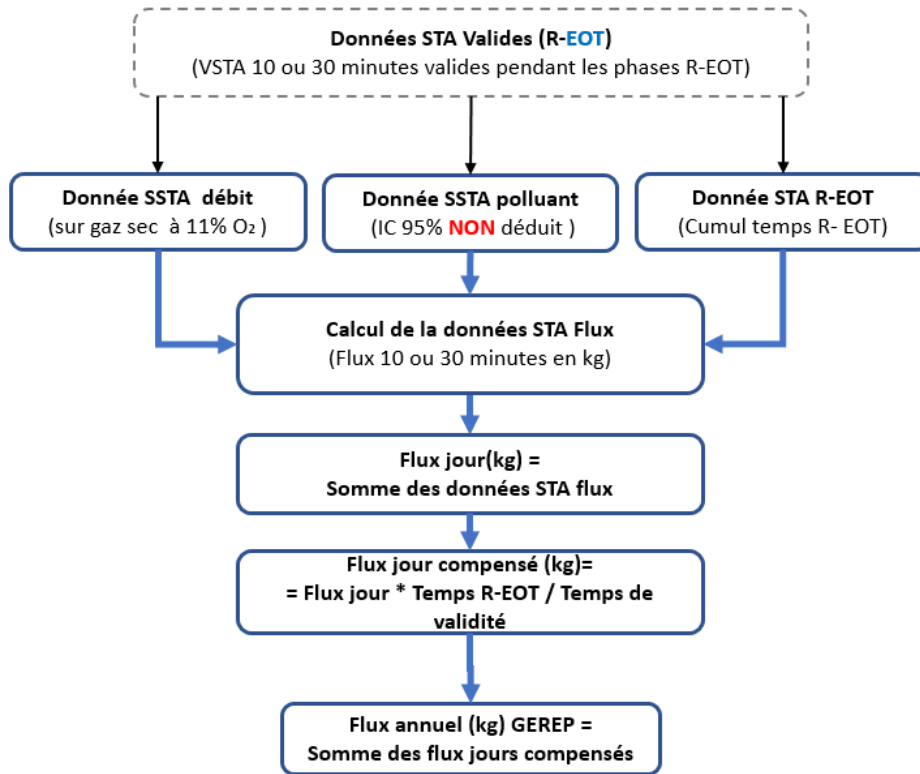 Données STA Valides (R-EOT)
(VSTA 10 ou 30 minutes valides pendant les phases R-EOT)
Donnée SSTA débit
(sur gaz sec à 11% O₂ )
Donnée SSTA polluant
(IC 95% NON déduit )
Donnée STA R-EOT
(Cumul temps R- EOT)
Calcul de la données STA Flux
(Flux 10 ou 30 minutes en kg)
Flux jour(kg) =
Somme des données STA flux
Flux jour compensé (kg)=
= Flux jour * Temps R-EOT / Temps de
validité
Flux annuel (kg) GEREP =
Somme des flux jours compensés